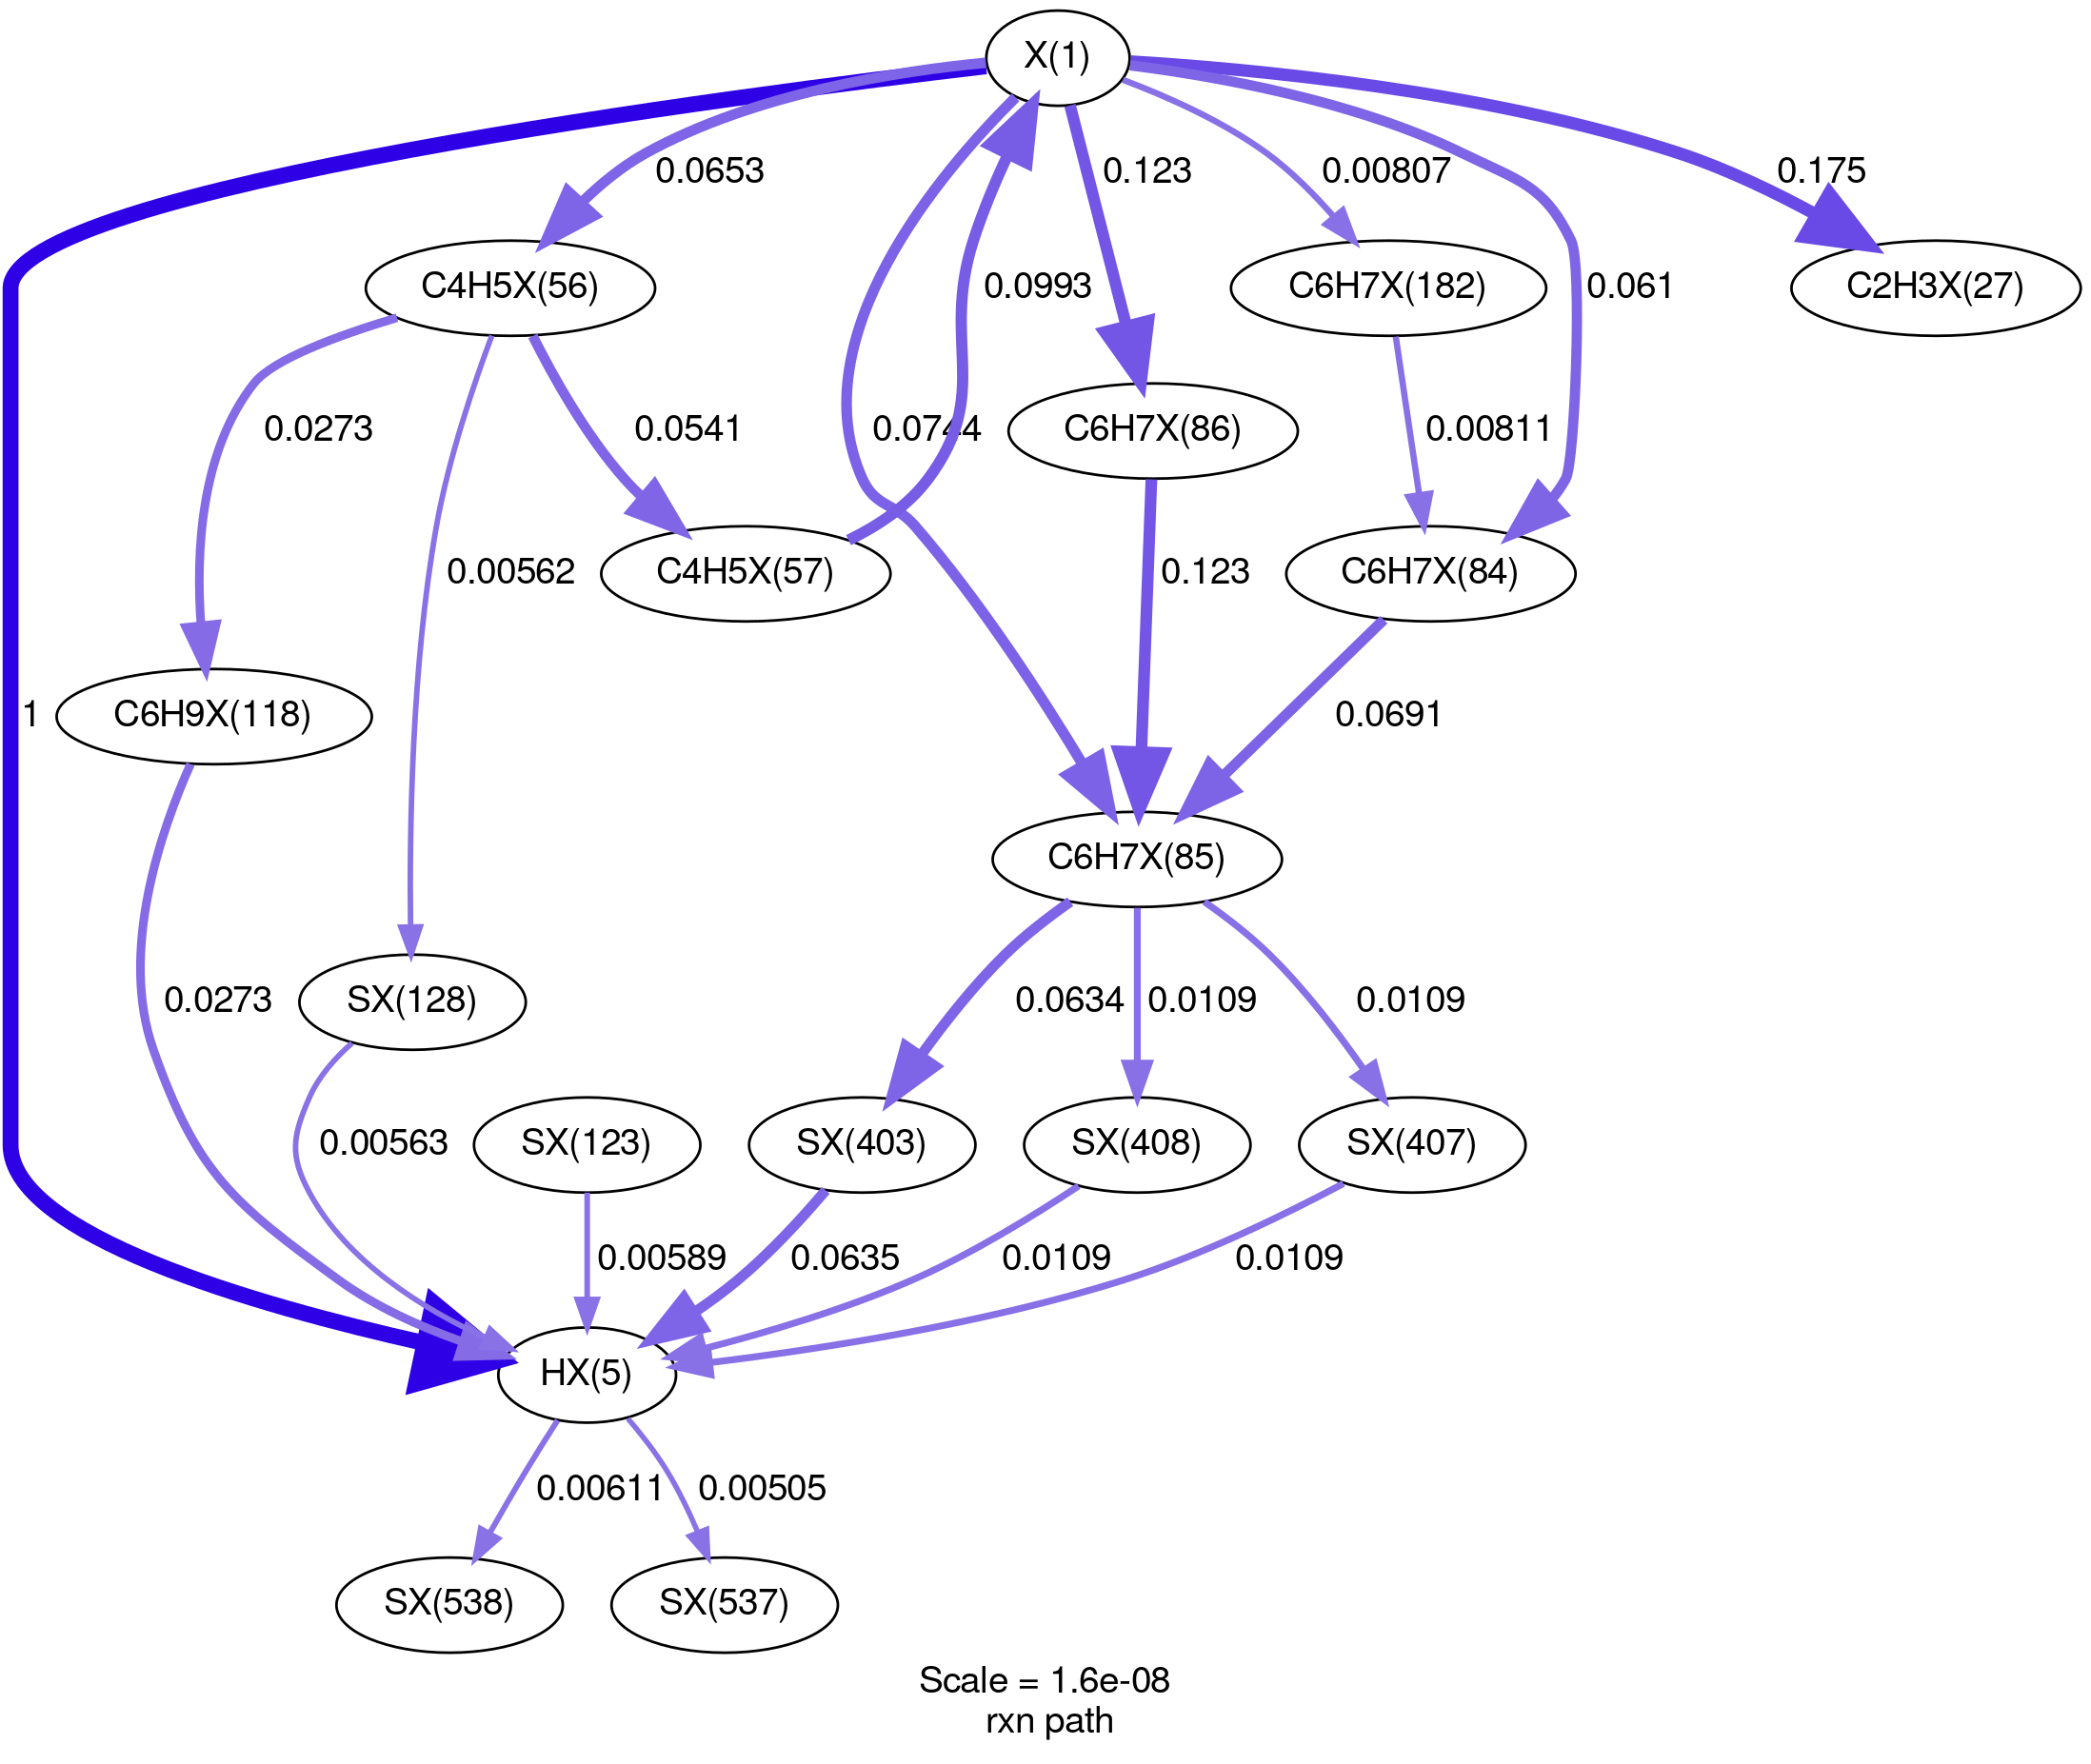 X(1)
0.0653
0.123
0.00807
0.175
C4H5X(56)
0.0993
C6H7X(182)
0.061
C2H3X(27)
0.0273
0.0541
0.0744
C6H7X(86)
0.00811
0.00562
C4H5X(57)
0.123
C6H7X(84)
1
C6H9X(118)
0.0691
C6H7X(85)
0.0273
SX(128)
0.0634
0.0109
0.0109
0.00563
SX(123)
SX(403)
SX(408)
SX(407)
0.00589
0.0635
0.0109
0.0109
HX(5)
0.00611
0.00505
SX(538)
SX(537)
Scale = 1.6e-08
rxn path